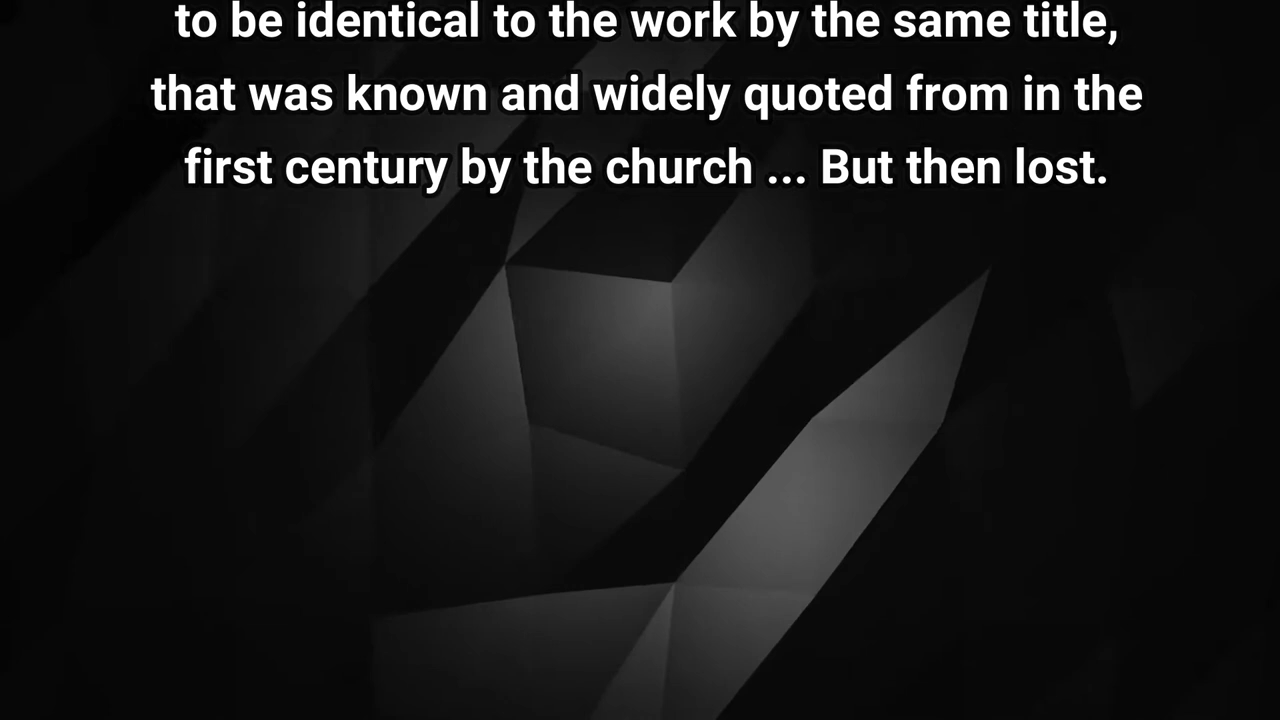 to be identical to the work by the same title,
that was known and widely quoted from in the
first century by the church ... But then lost.